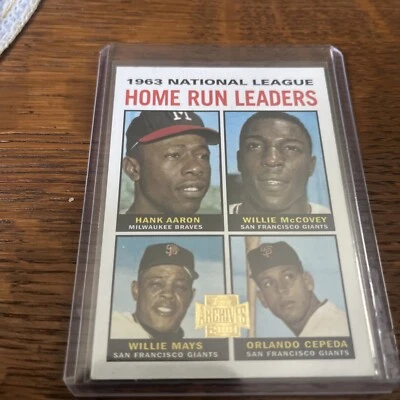 1963 NATIONAL LEAGUE
HOME RUN LEADERS
M
HANK AARON
MILWAUKEE BRAVES
WILLIE McCOVEY
SAN FRANCISCO GIANTS
ARCHIVES
WILLIE MAYS
SAN FRANCISCO GIANTS
ORLANDO CEPEDA
SAN FRANCISCO GIANTS